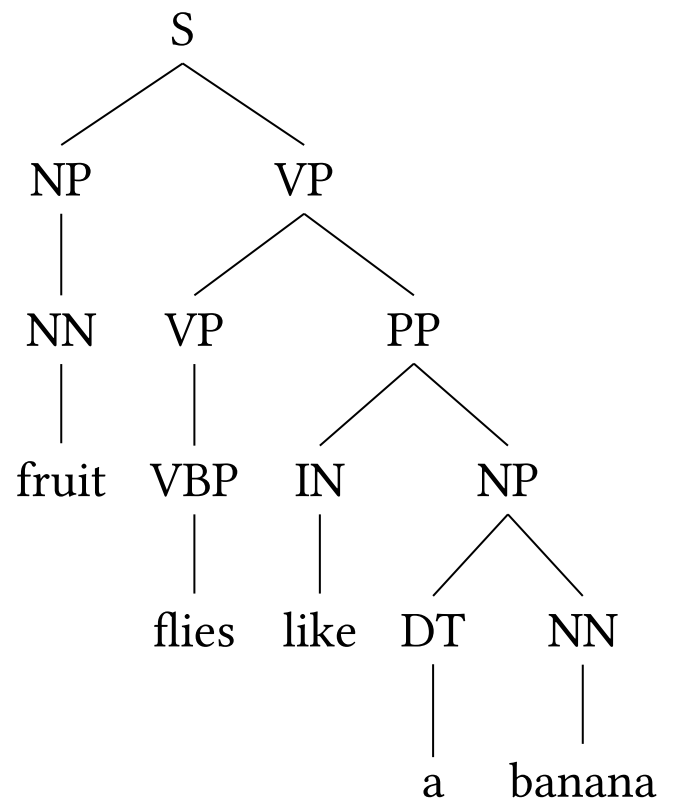 S
NP VP
NN VP PP
fruit VBP IN NP
flies like DT NN
a banana